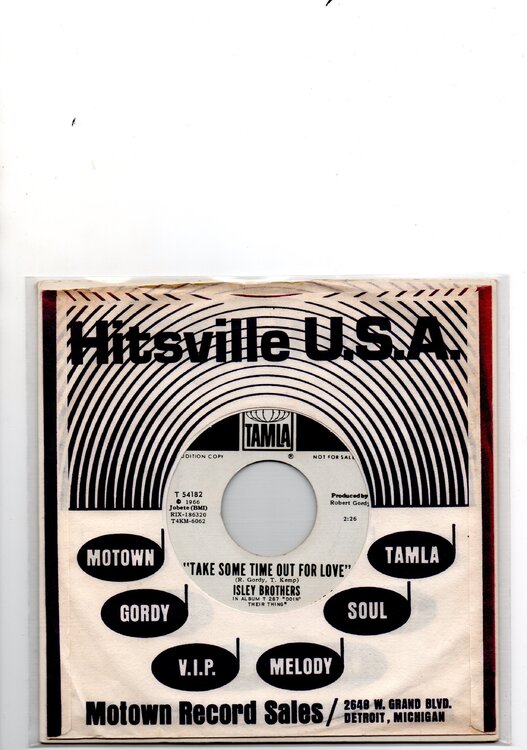 Hitsville U.S.A.
TAMLA
®
UDITION COPY
NOT FOR SALE
T 54182
℗ 1966
Jobete (BMI)
RIX-186320
T4KM-6062
Produced by
Robert Gordy
2:26
"TAKE SOME TIME OUT FOR LOVE"
(R. Gordy, T. Kemp)
ISLEY BROTHERS
IN ALBUM T 287 "DOIN'
THEIR THING"
MOTOWN
TAMLA
GORDY
SOUL
V.I.P.
MELODY
Motown Record Sales/
2648 W. GRAND BLVD.
DETROIT, MICHIGAN